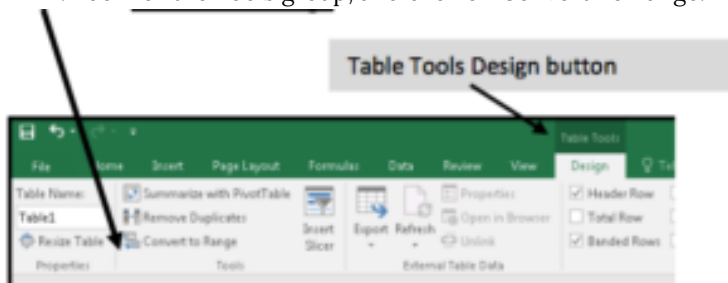 Table Tools Design button
Table Tools
File Home Insert Page Layout Formulas Data Review View Design
Table Name: Summarize with PivotTable Properties Header Row
Table1 Remove Duplicates Insert Export Refresh Open in Browser Total Row
Resize Table Convert to Range Slicer Unlink Banded Rows
Properties Tools External Table Data